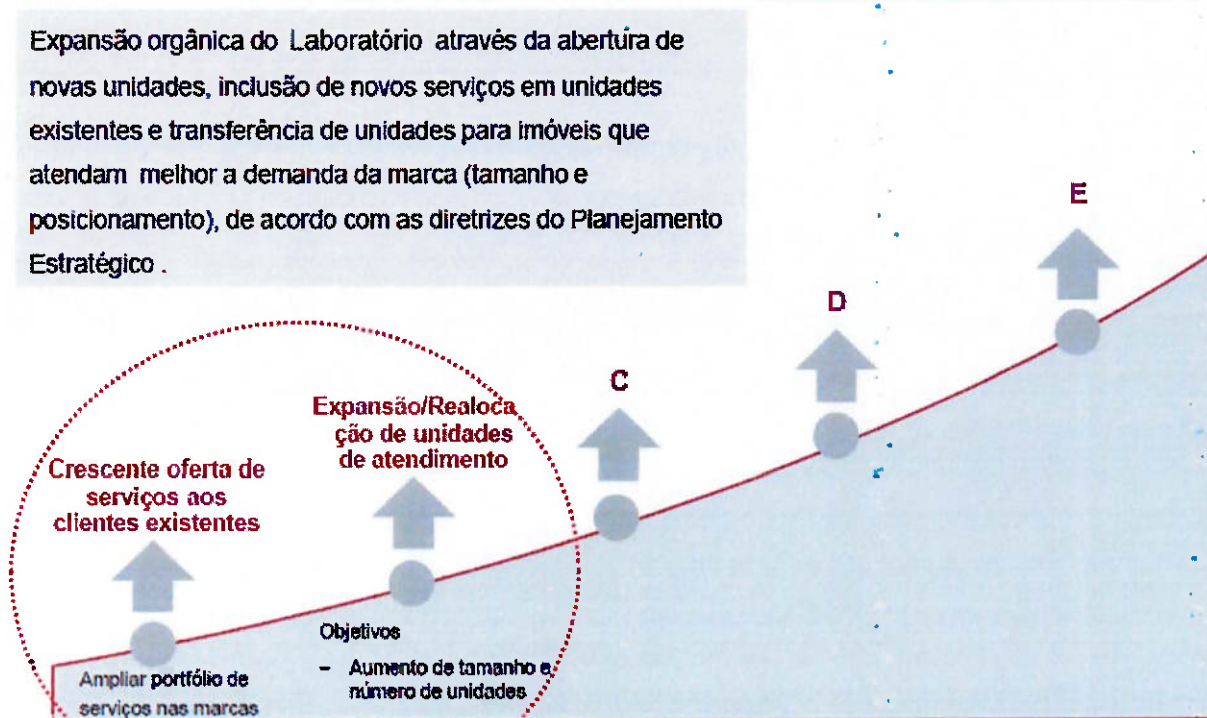 Expansão orgânica do Laboratório através da abertura de
novas unidades, inclusão de novos serviços em unidades
existentes e transferência de unidades para imóveis que
atendam melhor a demanda da marca (tamanho e
posicionamento), de acordo com as diretrizes do Planejamento
Estratégico .
E
D
C
Expansão/Realoca
ção de unidades
de atendimento
Crescente oferta de
serviços aos
clientes existentes
Objetivos
– Aumento de tamanho e
número de unidades
Ampliar portfólio de
serviços nas marcas